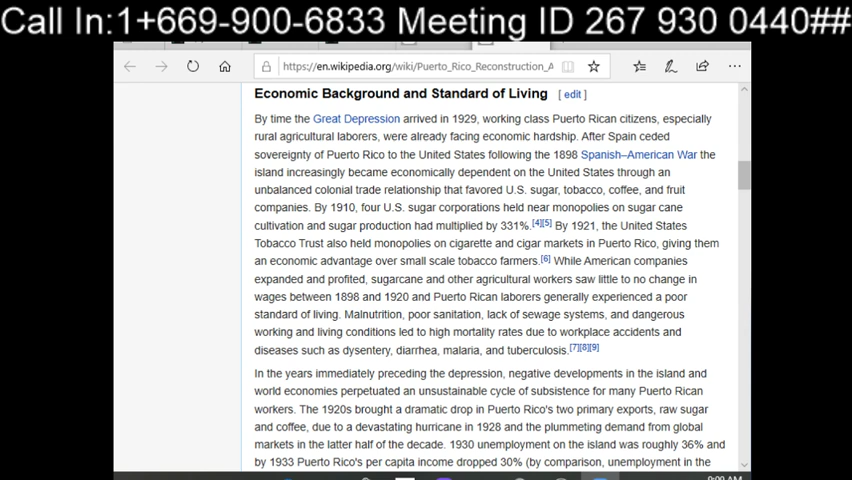 Call In:1+669-900-6833 Meeting ID 267 930 0440##
https://en.wikipedia.org/wiki/Puerto_Rico_Reconstruction_A
Economic Background and Standard of Living [ edit ]
By time the Great Depression arrived in 1929, working class Puerto Rican citizens, especially
rural agricultural laborers, were already facing economic hardship. After Spain ceded
sovereignty of Puerto Rico to the United States following the 1898 Spanish–American War the
island increasingly became economically dependent on the United States through an
unbalanced colonial trade relationship that favored U.S. sugar, tobacco, coffee, and fruit
companies. By 1910, four U.S. sugar corporations held near monopolies on sugar cane
cultivation and sugar production had multiplied by 331%.[4][5] By 1921, the United States
Tobacco Trust also held monopolies on cigarette and cigar markets in Puerto Rico, giving them
an economic advantage over small scale tobacco farmers.[6] While American companies
expanded and profited, sugarcane and other agricultural workers saw little to no change in
wages between 1898 and 1920 and Puerto Rican laborers generally experienced a poor
standard of living. Malnutrition, poor sanitation, lack of sewage systems, and dangerous
working and living conditions led to high mortality rates due to workplace accidents and
diseases such as dysentery, diarrhea, malaria, and tuberculosis.[7][8][9]
In the years immediately preceding the depression, negative developments in the island and
world economies perpetuated an unsustainable cycle of subsistence for many Puerto Rican
workers. The 1920s brought a dramatic drop in Puerto Rico's two primary exports, raw sugar
and coffee, due to a devastating hurricane in 1928 and the plummeting demand from global
markets in the latter half of the decade. 1930 unemployment on the island was roughly 36% and
by 1933 Puerto Rico's per capita income dropped 30% (by comparison, unemployment in the